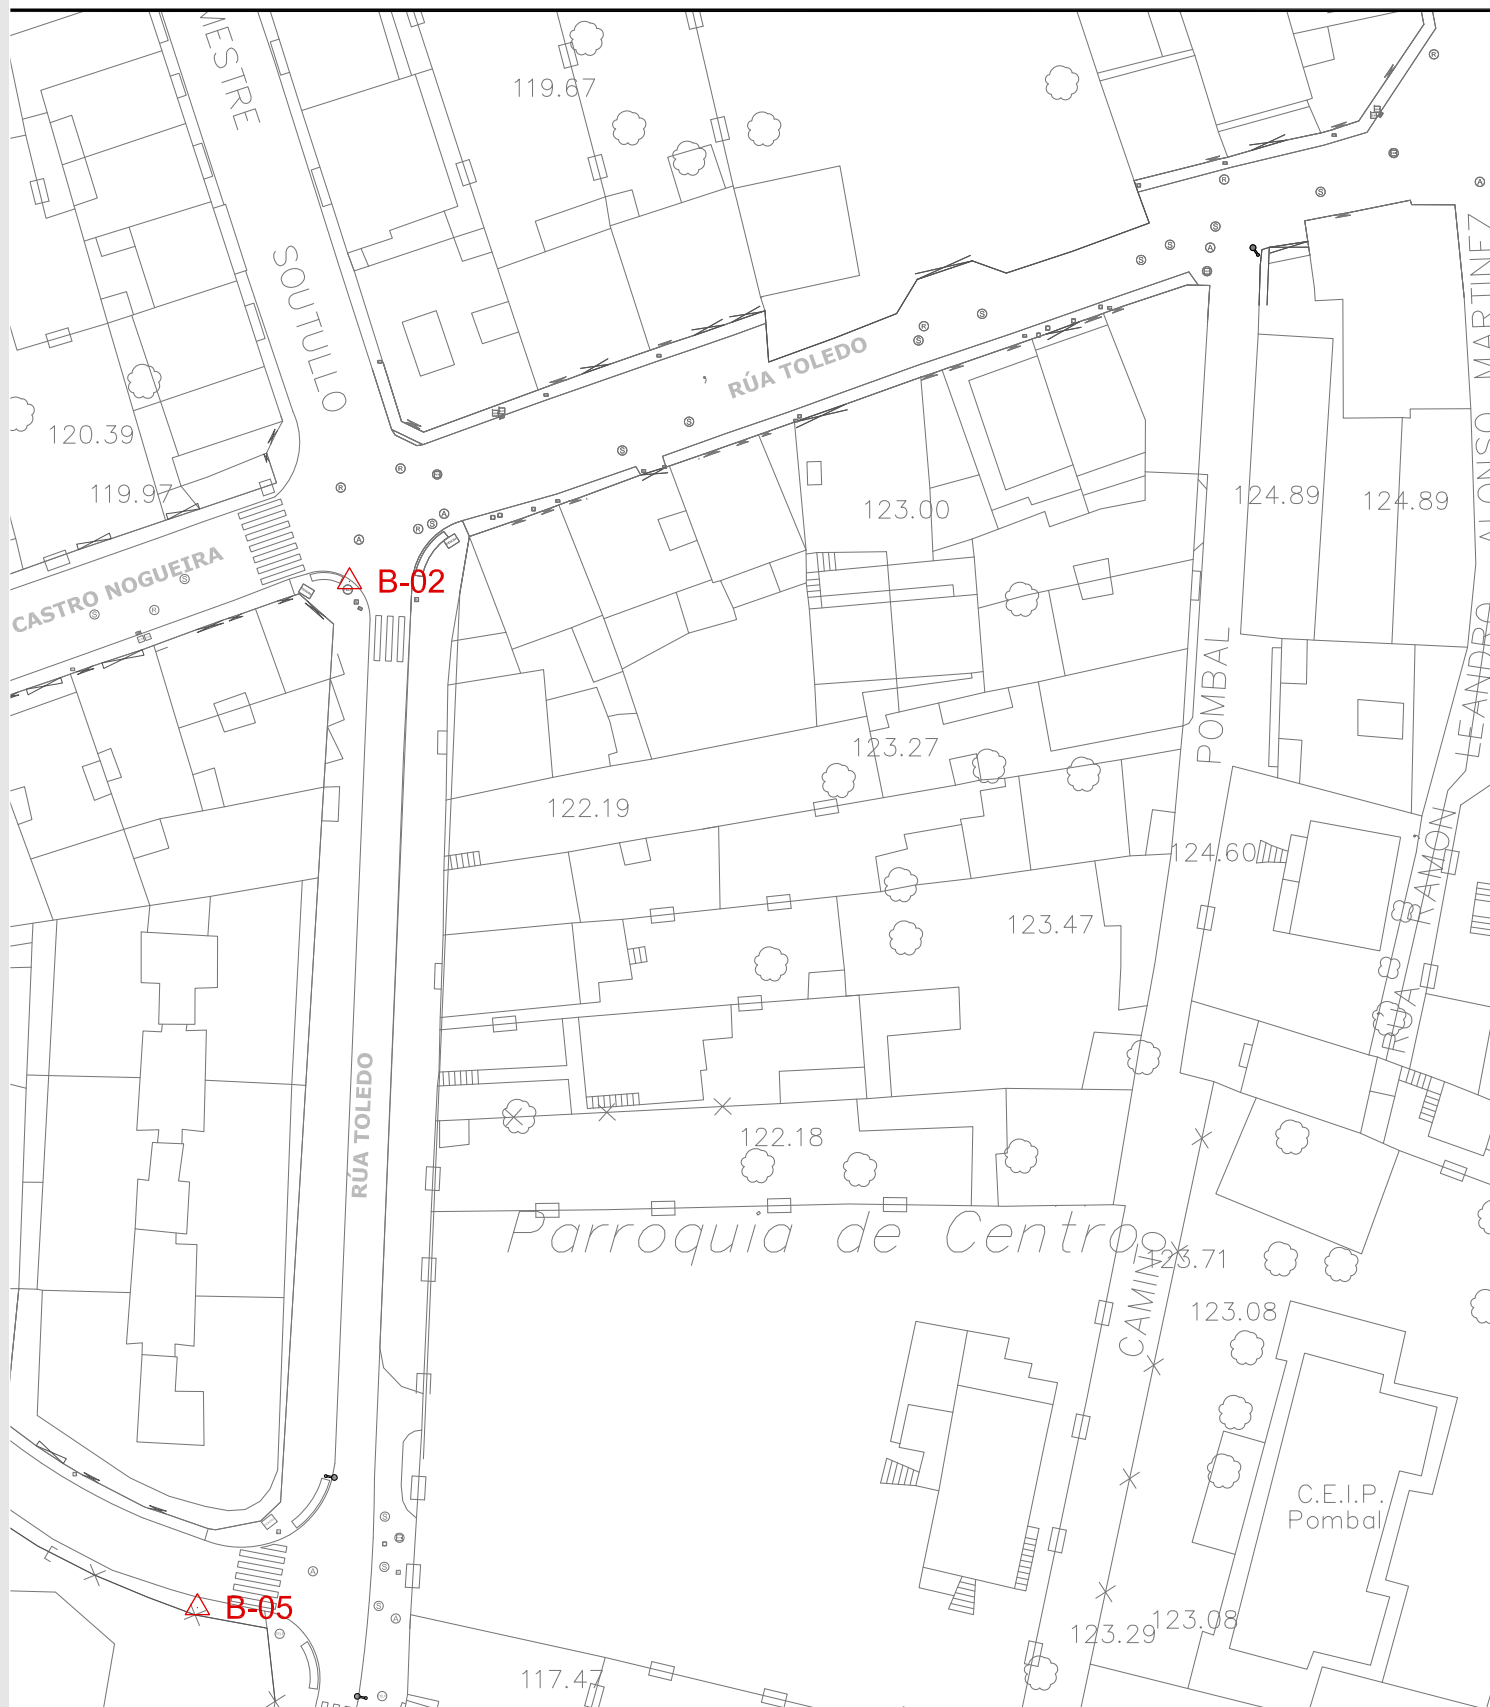 MESTRE
SOUTULLO
119.67
120.39
119.97
CASTRO NOGUEIRA
RÚA TOLEDO
B-02
123.00
124.89
124.89
LEANDRO ALONSO MARTINEZ
POMBAL
123.27
122.19
124.60
123.47
RÚA TOLEDO
122.18
Parroquia de Centro
123.71
CAMIÑO
123.08
C.E.I.P.
Pombal
B-05
123.29
123.08
117.47